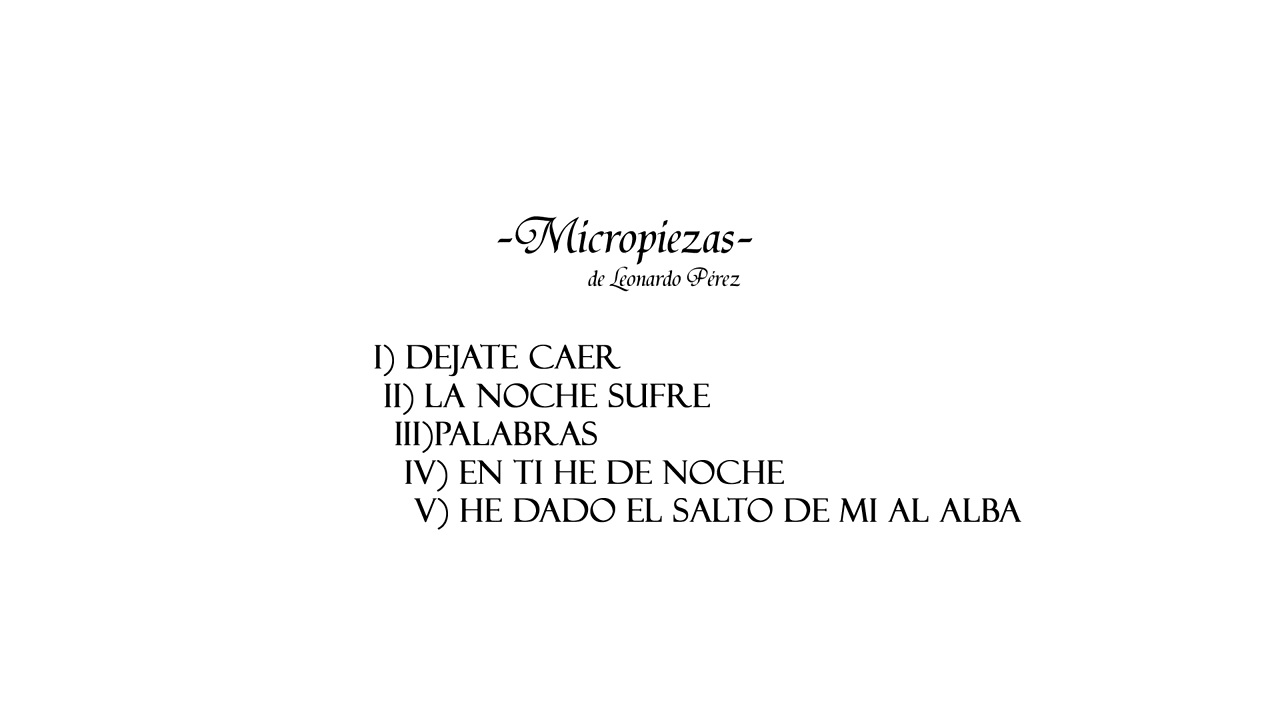 -Micropiezas-
de Leonardo Pérez
I) DEJATE CAER
II) LA NOCHE SUFRE
III)PALABRAS
IV) EN TI HE DE NOCHE
V) HE DADO EL SALTO DE MI AL ALBA